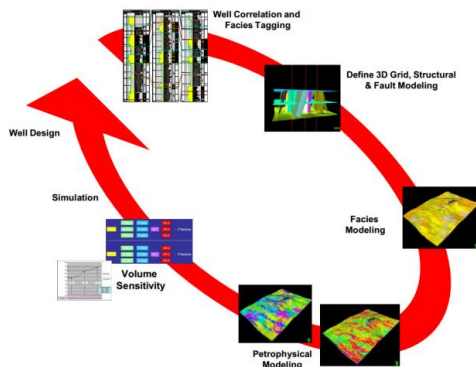 Well Correlation and
Facies Tagging
Define 3D Grid, Structural
& Fault Modeling
Well Design
Simulation
Facies
Modeling
Volume
Sensitivity
Petrophysical
Modeling